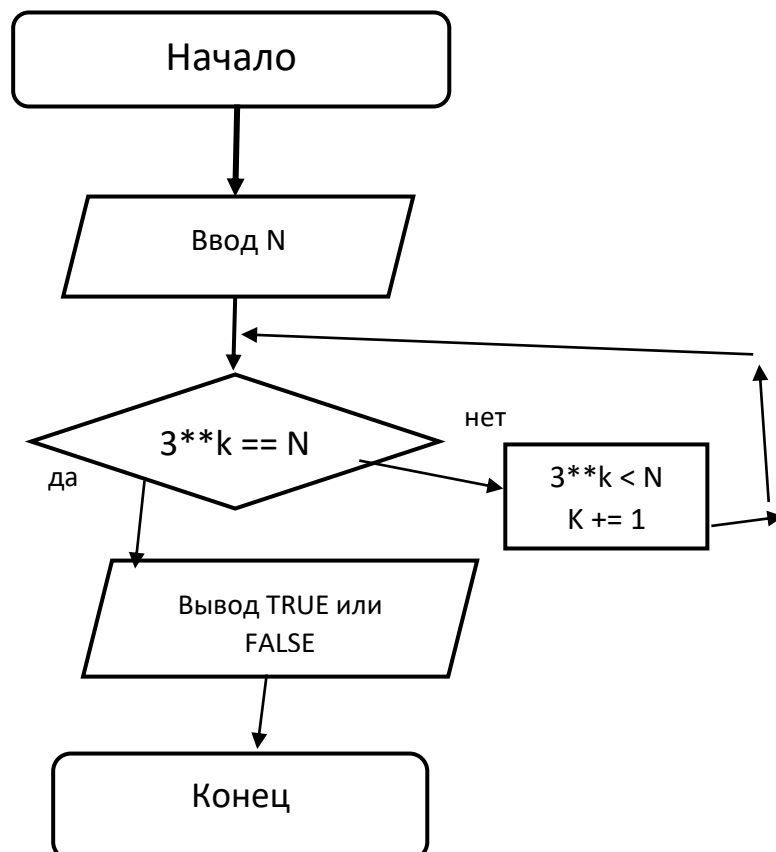 Начало
Ввод N
3**k == N
нет
да
3**k < N
K += 1
Вывод TRUE или
FALSE
Конец